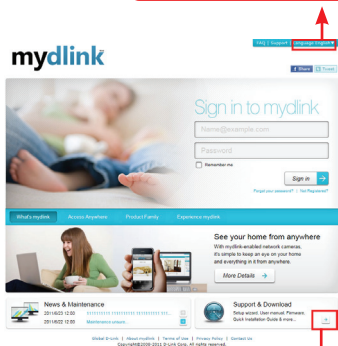 FAQ | Support | Language: English
mydlink
Share
Tweet
Sign in to mydlink
Name@example.com
Password
Remember me
Sign in
Forgot your password? | Not Registered?
What's mydlink
Access Anywhere
Product Family
Experience mydlink
See your home from anywhere
With mydlink-enabled network cameras,
it's simple to keep an eye on your home
and everything in it from anywhere.
More Details
News & Maintenance
2011/6/23 12:00
2011/6/22 12:00
Support & Download
Setup wizard, User manual, Firmware,
Quick Installation Guide & more...
Global D-Link | About mydlink | Terms of Use | Privacy Policy | Contact Us
Copyright©2009-2011 D-Link Corp. All rights reserved.